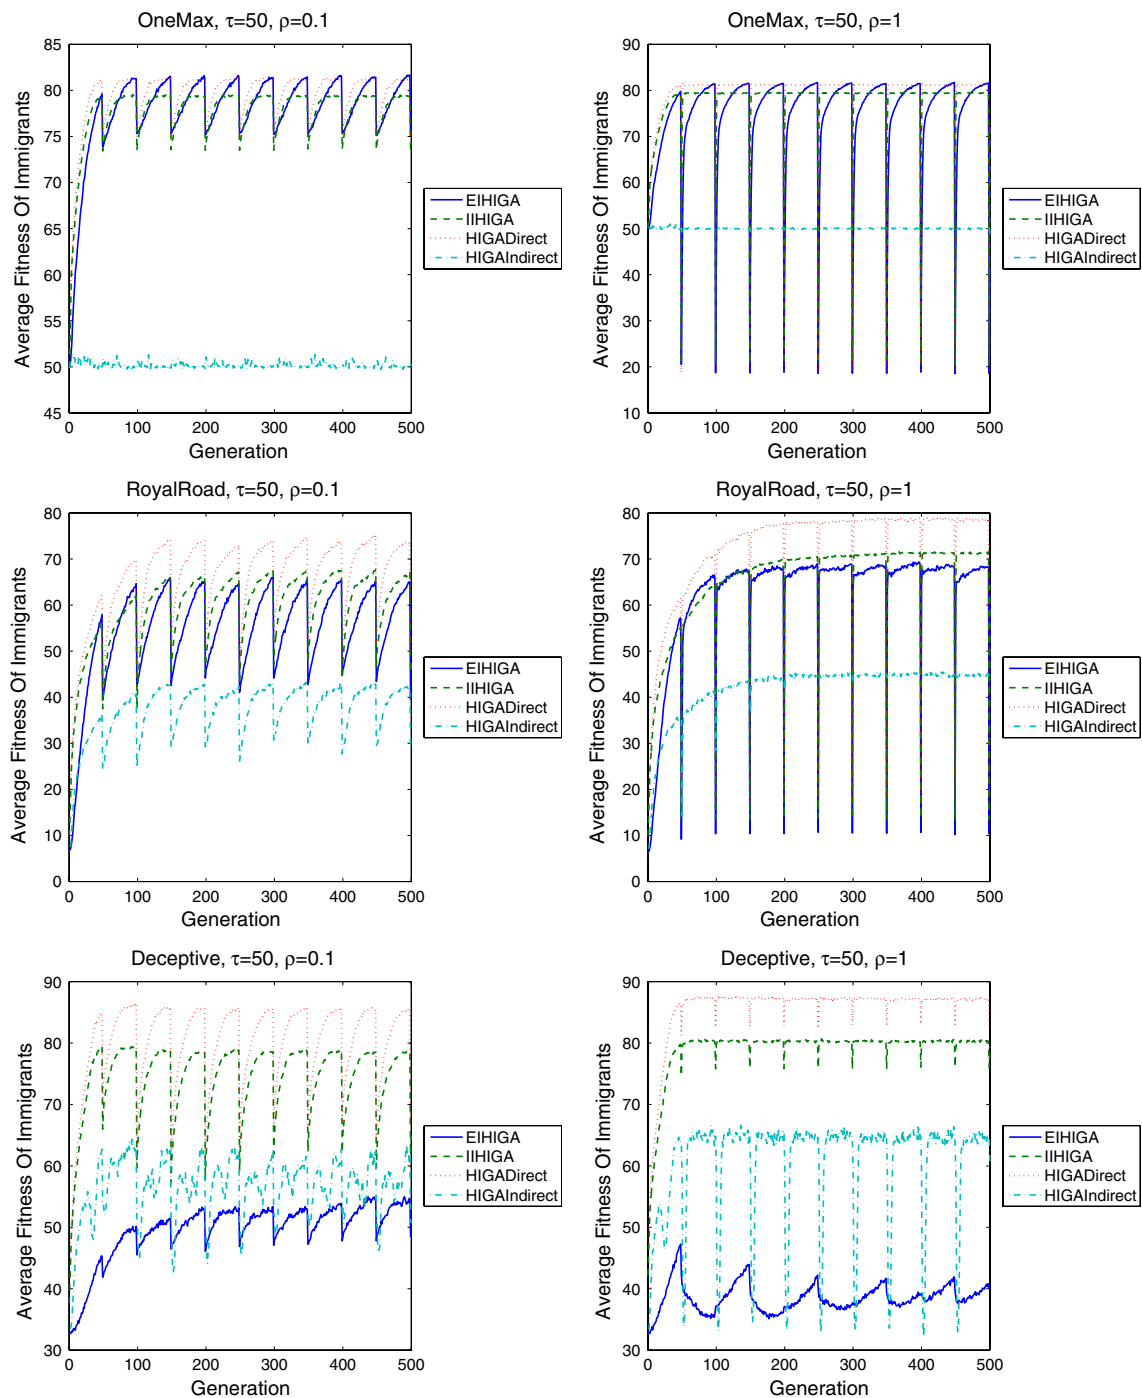 OneMax, τ=50, ρ=0.1
Average Fitness Of Immigrants
85
80
75
70
65
60
55
50
45
0 100 200 300 400 500
Generation
EIHIGA
IIHIGA
HIGADirect
HIGAIndirect
OneMax, τ=50, ρ=1
Average Fitness Of Immigrants
90
80
70
60
50
40
30
20
10
0 100 200 300 400 500
Generation
EIHIGA
IIHIGA
HIGADirect
HIGAIndirect
RoyalRoad, τ=50, ρ=0.1
Average Fitness Of Immigrants
80
70
60
50
40
30
20
10
0
0 100 200 300 400 500
Generation
EIHIGA
IIHIGA
HIGADirect
HIGAIndirect
RoyalRoad, τ=50, ρ=1
Average Fitness Of Immigrants
80
70
60
50
40
30
20
10
0
0 100 200 300 400 500
Generation
EIHIGA
IIHIGA
HIGADirect
HIGAIndirect
Deceptive, τ=50, ρ=0.1
Average Fitness Of Immigrants
90
80
70
60
50
40
30
0 100 200 300 400 500
Generation
EIHIGA
IIHIGA
HIGADirect
HIGAIndirect
Deceptive, τ=50, ρ=1
Average Fitness Of Immigrants
90
80
70
60
50
40
30
0 100 200 300 400 500
Generation
EIHIGA
IIHIGA
HIGADirect
HIGAIndirect